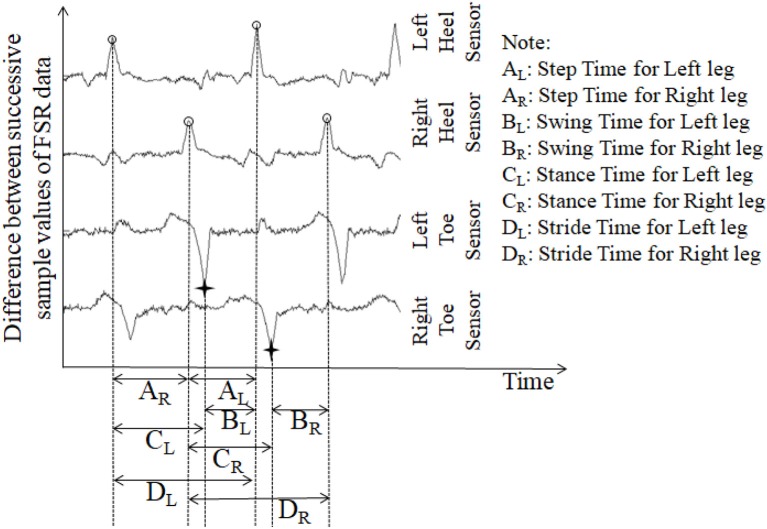 Difference between successive
sample values of FSR data
Left
Heel
Sensor
Right
Heel
Sensor
Left
Toe
Sensor
Right
Toe
Sensor
Time
A_R
A_L
B_L
B_R
C_L
C_R
D_L
D_R
Note:
A_L: Step Time for Left leg
A_R: Step Time for Right leg
B_L: Swing Time for Left leg
B_R: Swing Time for Right leg
C_L: Stance Time for Left leg
C_R: Stance Time for Right leg
D_L: Stride Time for Left leg
D_R: Stride Time for Right leg